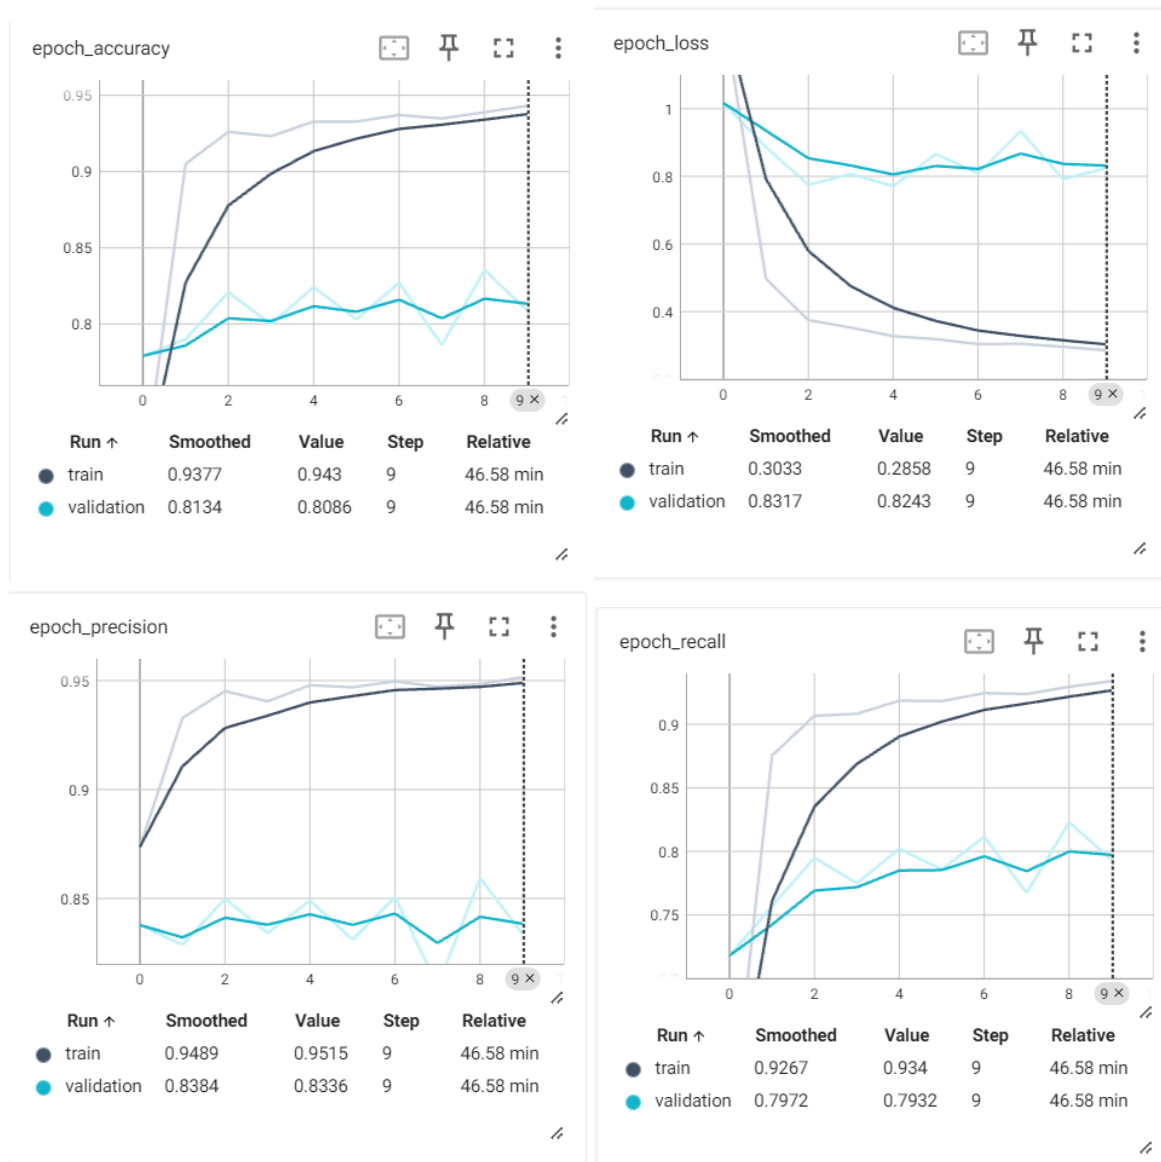 epoch_accuracy
0.95
0.9
0.85
0.8
0 2 4 6 8 9 ×
Run ↑ Smoothed Value Step Relative
train 0.9377 0.943 9 46.58 min
validation 0.8134 0.8086 9 46.58 min
epoch_loss
1
0.8
0.6
0.4
0 2 4 6 8 9 ×
Run ↑ Smoothed Value Step Relative
train 0.3033 0.2858 9 46.58 min
validation 0.8317 0.8243 9 46.58 min
epoch_precision
0.95
0.9
0.85
0 2 4 6 8 9 ×
Run ↑ Smoothed Value Step Relative
train 0.9489 0.9515 9 46.58 min
validation 0.8384 0.8336 9 46.58 min
epoch_recall
0.9
0.85
0.8
0.75
0 2 4 6 8 9 ×
Run ↑ Smoothed Value Step Relative
train 0.9267 0.934 9 46.58 min
validation 0.7972 0.7932 9 46.58 min